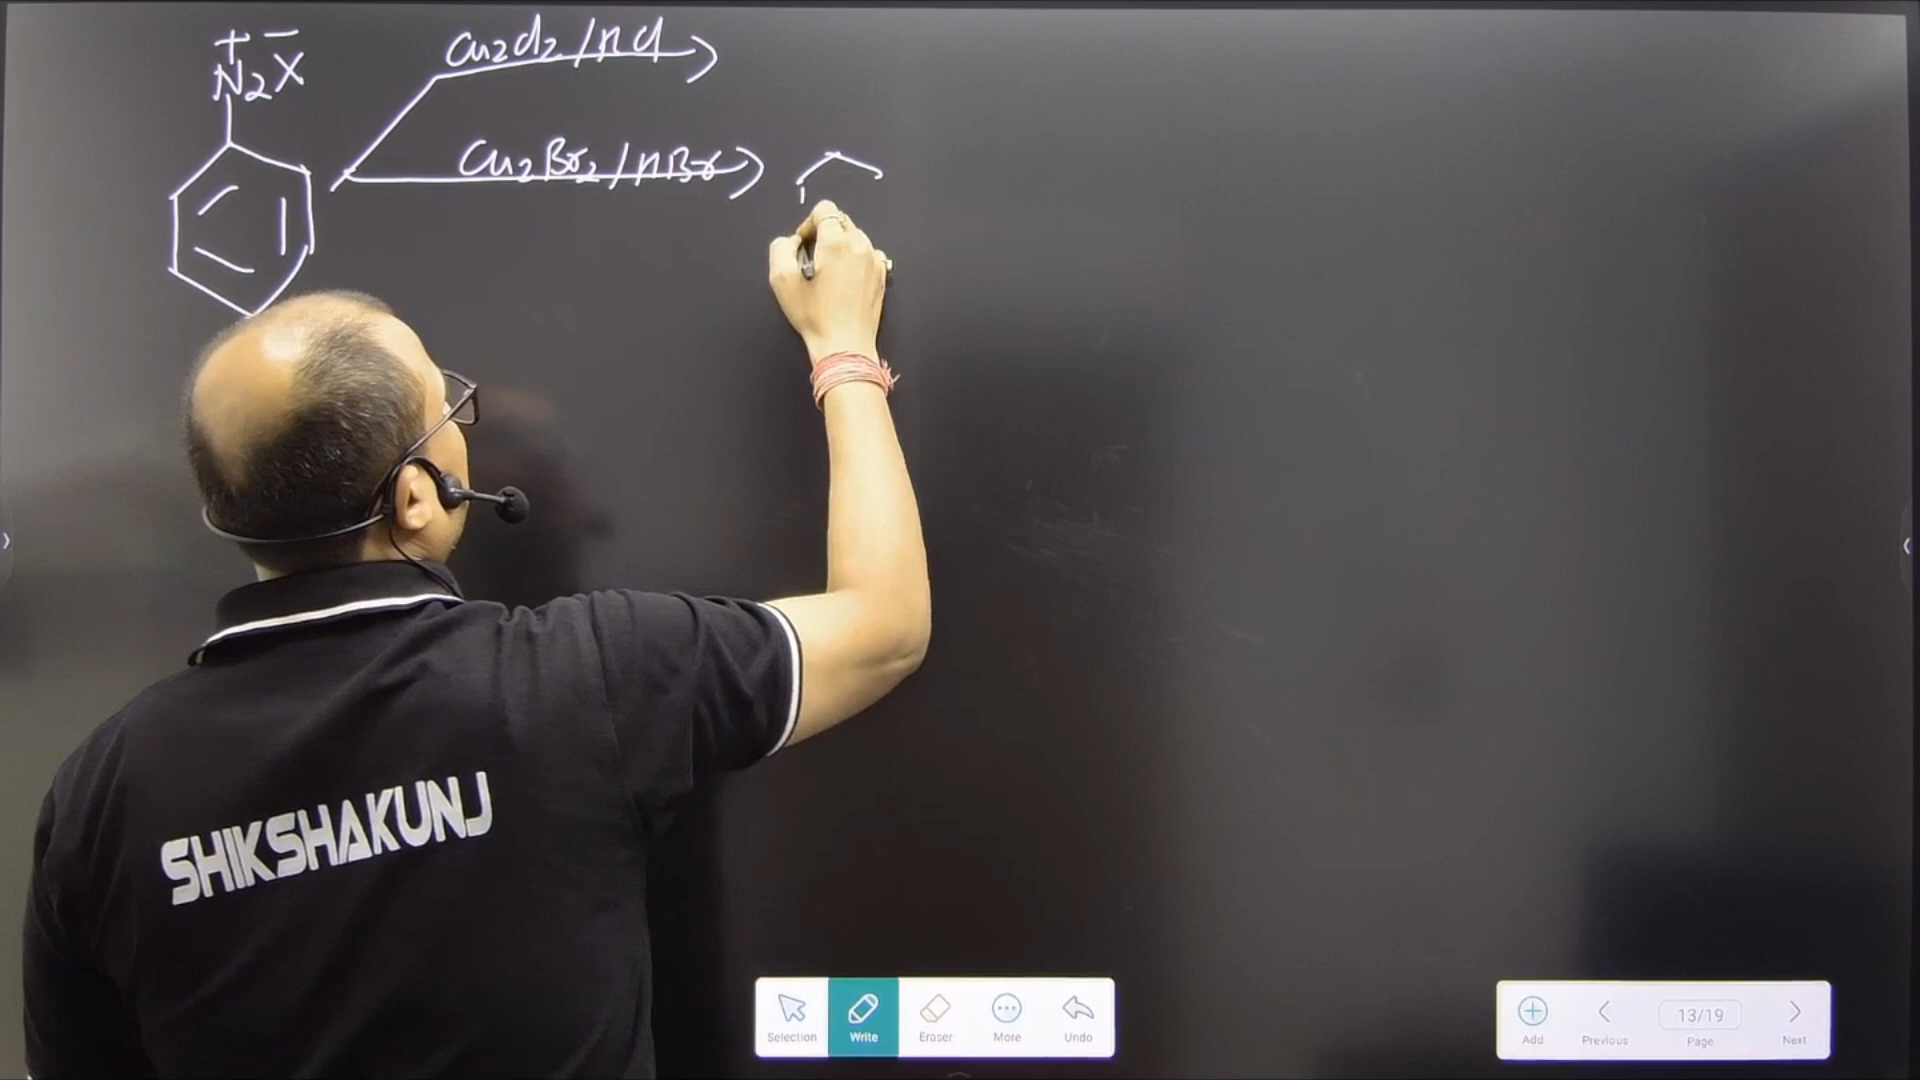 + −
N2X
Cu2Cl2/HCl
Cu2Br2/HBr
SHIKSHAKUNJ
Selection
Write
Eraser
More
Undo
Add
Previous
13/19
Page
Next